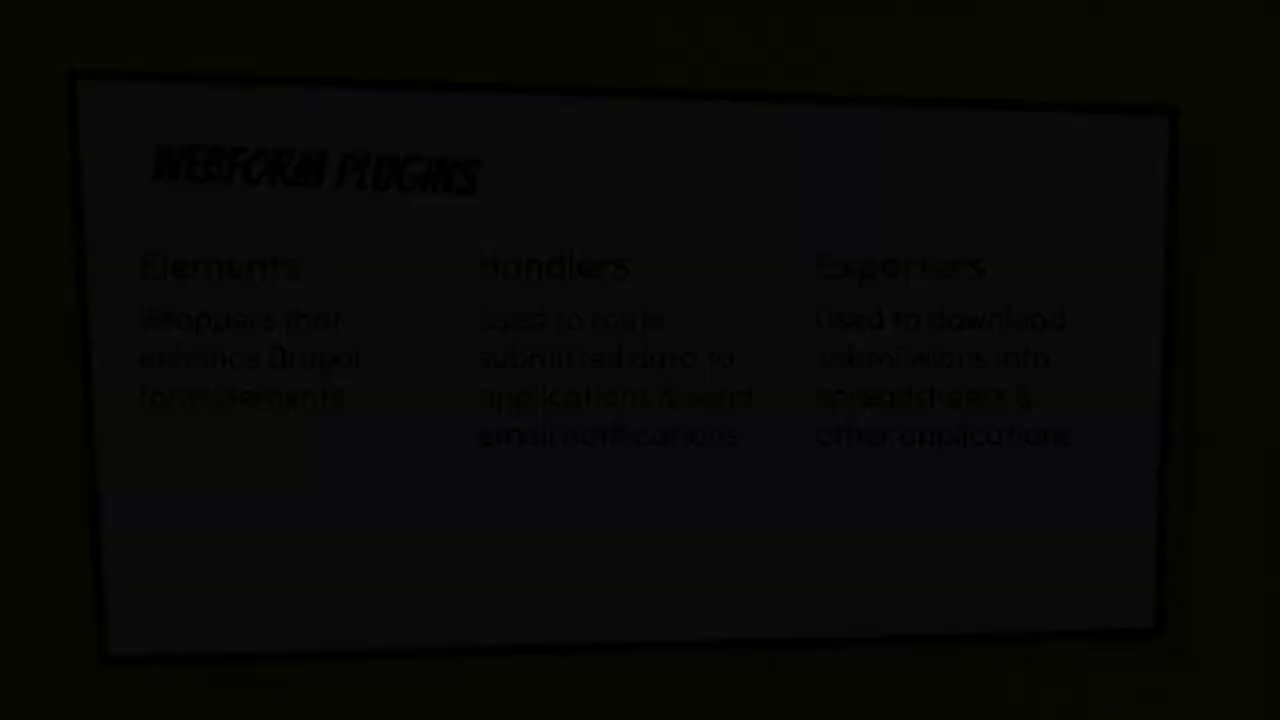 WEBFORM PLUGINS
Elements
Wrappers that
enhance Drupal
form elements
Handlers
Used to route
submitted data to
applications & send
email notifications
Exporters
Used to download
submissions into
spreadsheets &
other applications